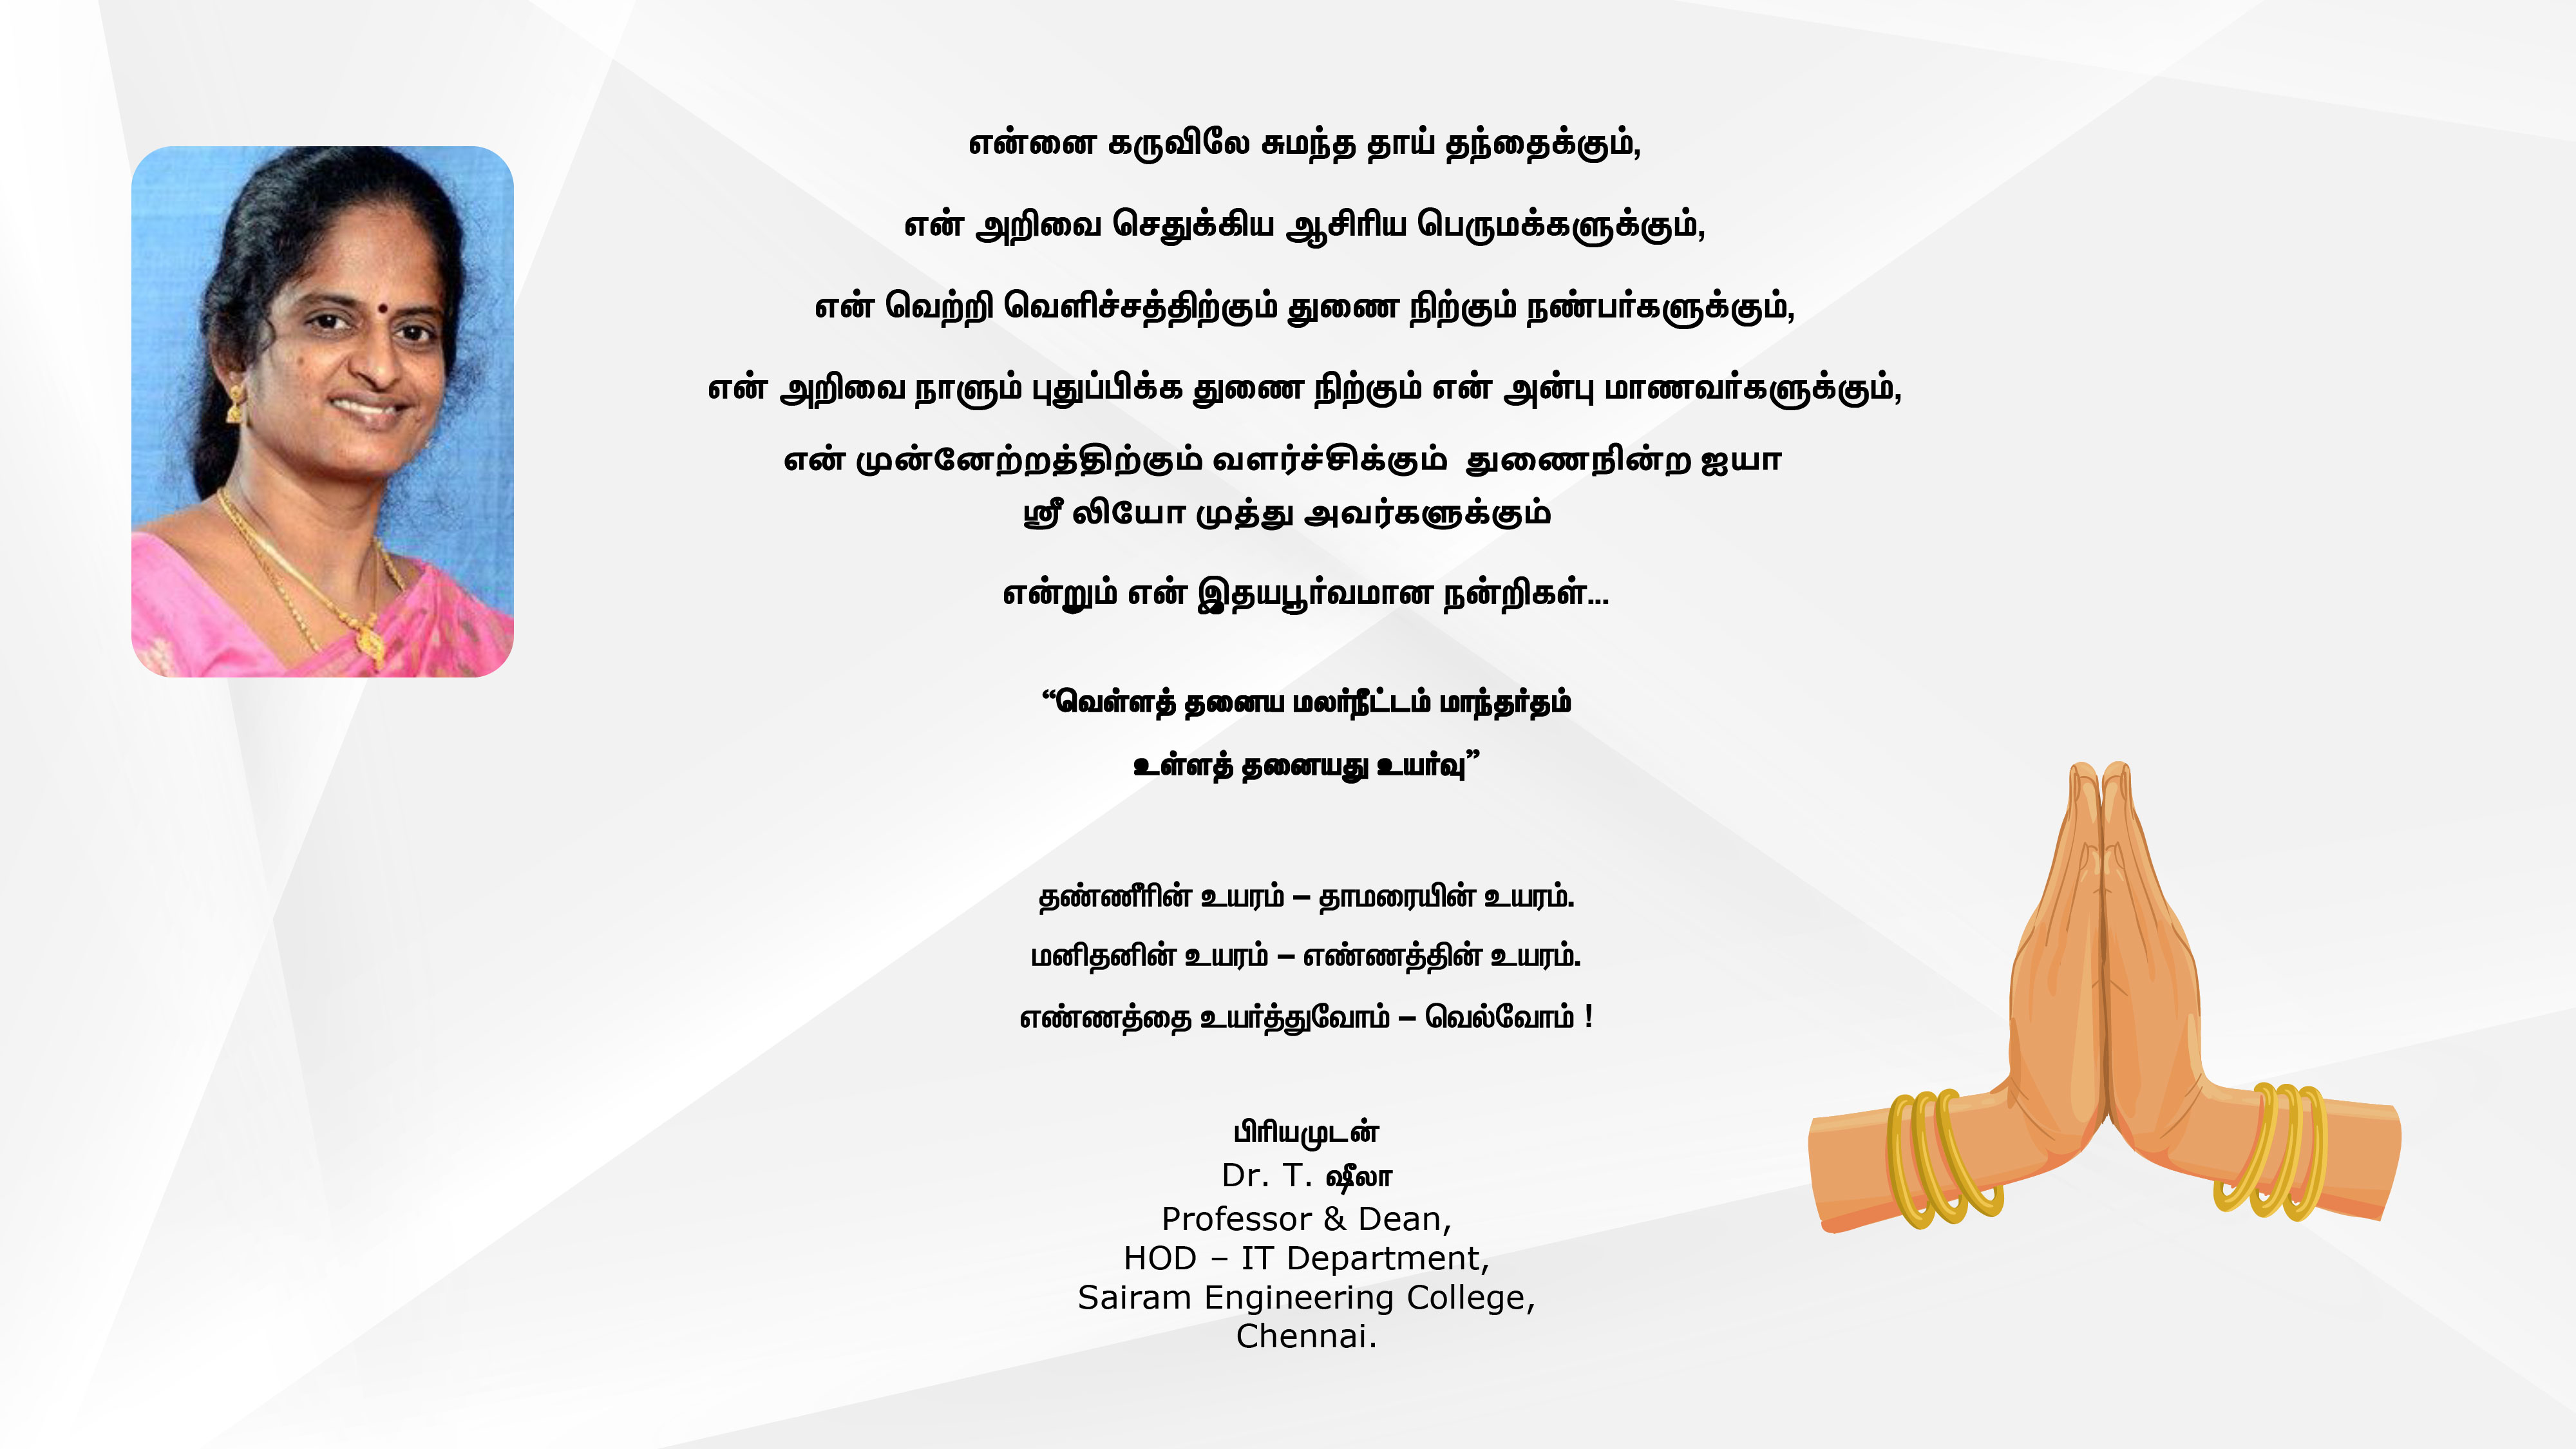 என்னை கருவிலே சுமந்த தாய் தந்தைக்கும்,
என் அறிவை செதுக்கிய ஆசிரிய பெருமக்களுக்கும்,
என் வெற்றி வெளிச்சத்திற்கும் துணை நிற்கும் நண்பர்களுக்கும்,
என் அறிவை நாளும் புதுப்பிக்க துணை நிற்கும் என் அன்பு மாணவர்களுக்கும்,
என் முன்னேற்றத்திற்கும் வளர்ச்சிக்கும் துணைநின்ற ஐயா
ஸ்ரீ லியோ முத்து அவர்களுக்கும்
என்றும் என் இதயபூர்வமான நன்றிகள்...
“வெள்ளத் தனைய மலர்நீட்டம் மாந்தர்தம்
உள்ளத் தனையது உயர்வு”
தண்ணீரின் உயரம் – தாமரையின் உயரம்.
மனிதனின் உயரம் – எண்ணத்தின் உயரம்.
எண்ணத்தை உயர்த்துவோம் – வெல்வோம் !
பிரியமுடன்
Dr. T. ஷீலா
Professor & Dean,
HOD – IT Department,
Sairam Engineering College,
Chennai.